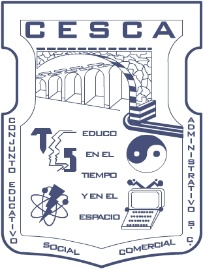 CESCA
EDUCO
EN EL
TIEMPO
Y EN EL
ESPACIO
CONJUNTO EDUCATIVO
SOCIAL COMERCIAL
ADMINISTRATIVO S.C.